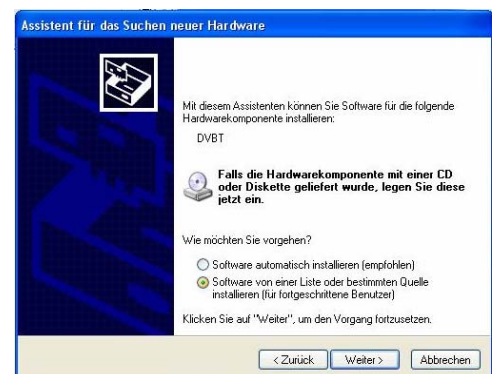 Assistent für das Suchen neuer Hardware
Mit diesem Assistenten können Sie Software für die folgende
Hardwarekomponente installieren:
DVBT
Falls die Hardwarekomponente mit einer CD
oder Diskette geliefert wurde, legen Sie diese
jetzt ein.
Wie möchten Sie vorgehen?
Software automatisch installieren (empfohlen)
Software von einer Liste oder bestimmten Quelle
installieren (für fortgeschrittene Benutzer)
Klicken Sie auf "Weiter", um den Vorgang fortzusetzen.
< Zurück Weiter > Abbrechen